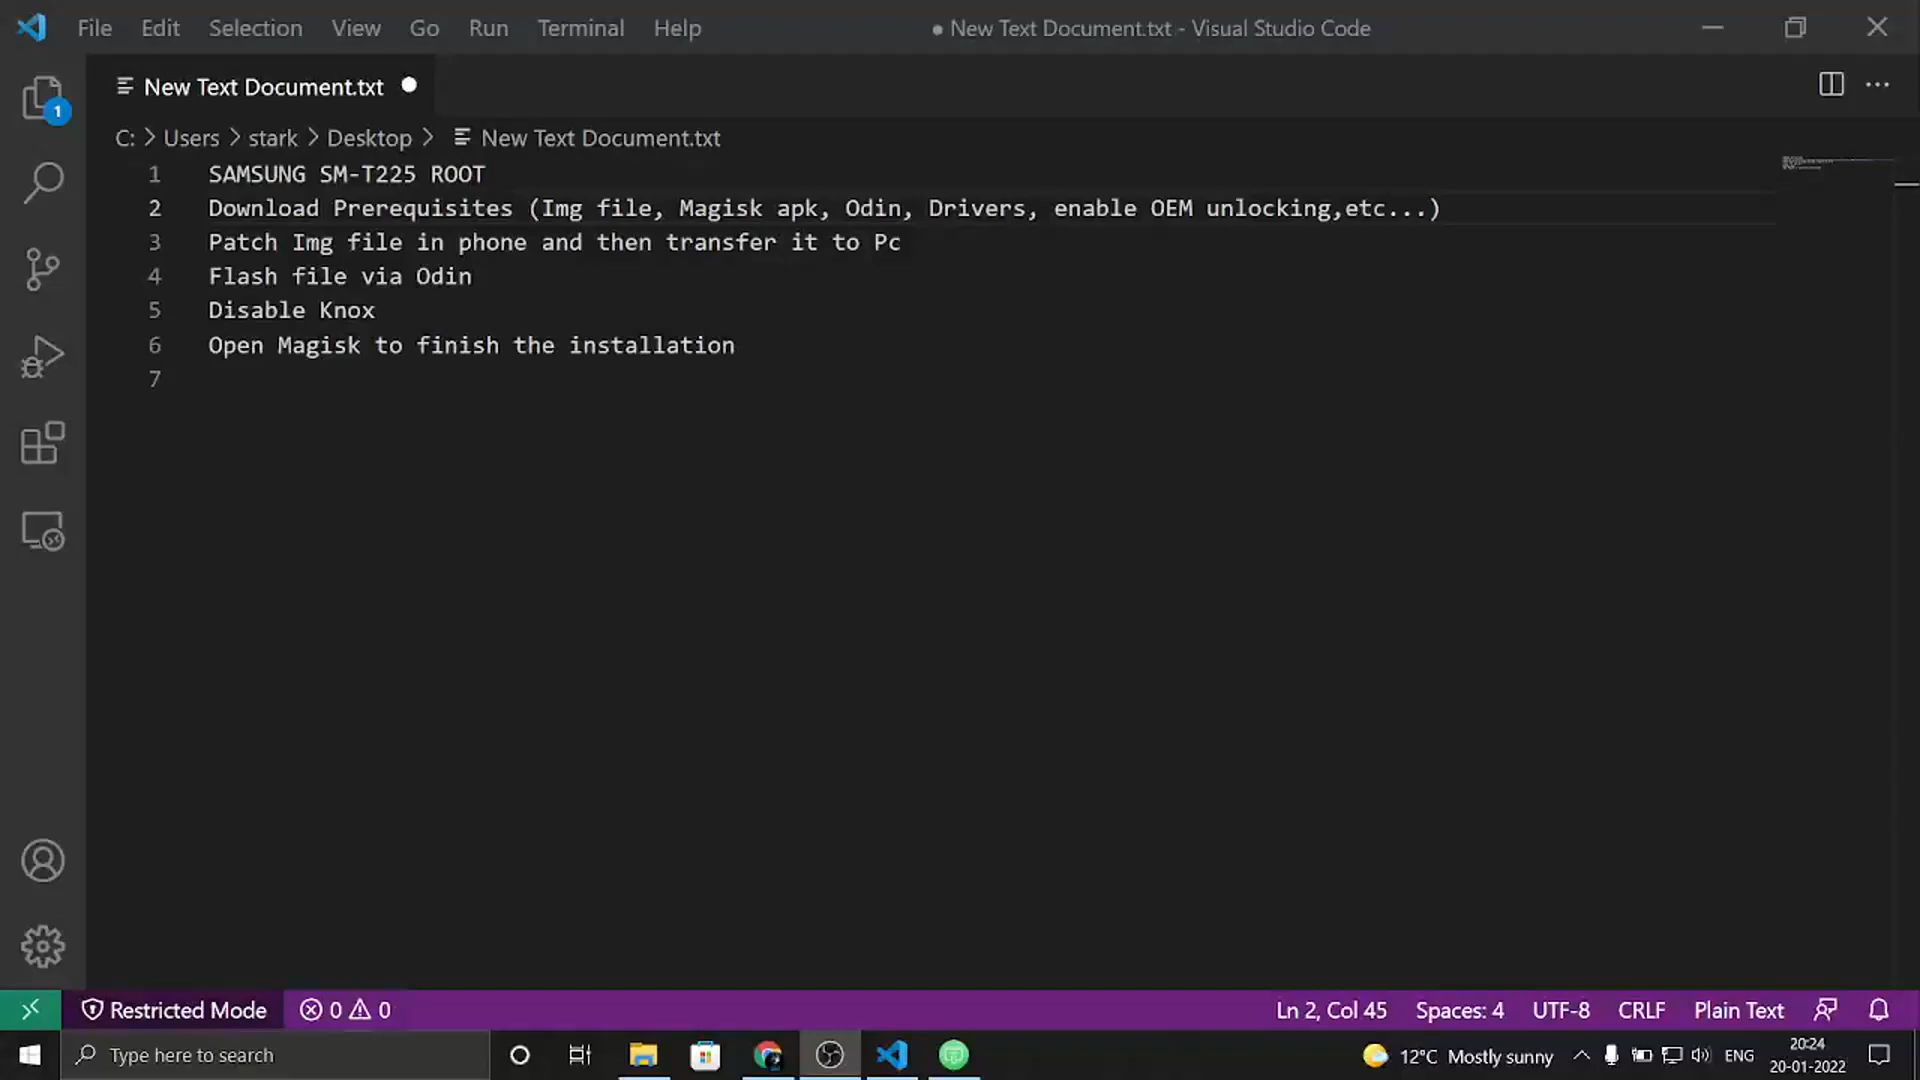 File Edit Selection View Go Run Terminal Help ● New Text Document.txt - Visual Studio Code
New Text Document.txt ●
1
C: > Users > stark > Desktop > New Text Document.txt
1 SAMSUNG SM-T225 ROOT
2 Download Prerequisites (Img file, Magisk apk, Odin, Drivers, enable OEM unlocking,etc...)
3 Patch Img file in phone and then transfer it to Pc
4 Flash file via Odin
5 Disable Knox
6 Open Magisk to finish the installation
7
Restricted Mode 0 0 Ln 2, Col 45 Spaces: 4 UTF-8 CRLF Plain Text
Type here to search 12°C Mostly sunny ENG 20:24
20-01-2022